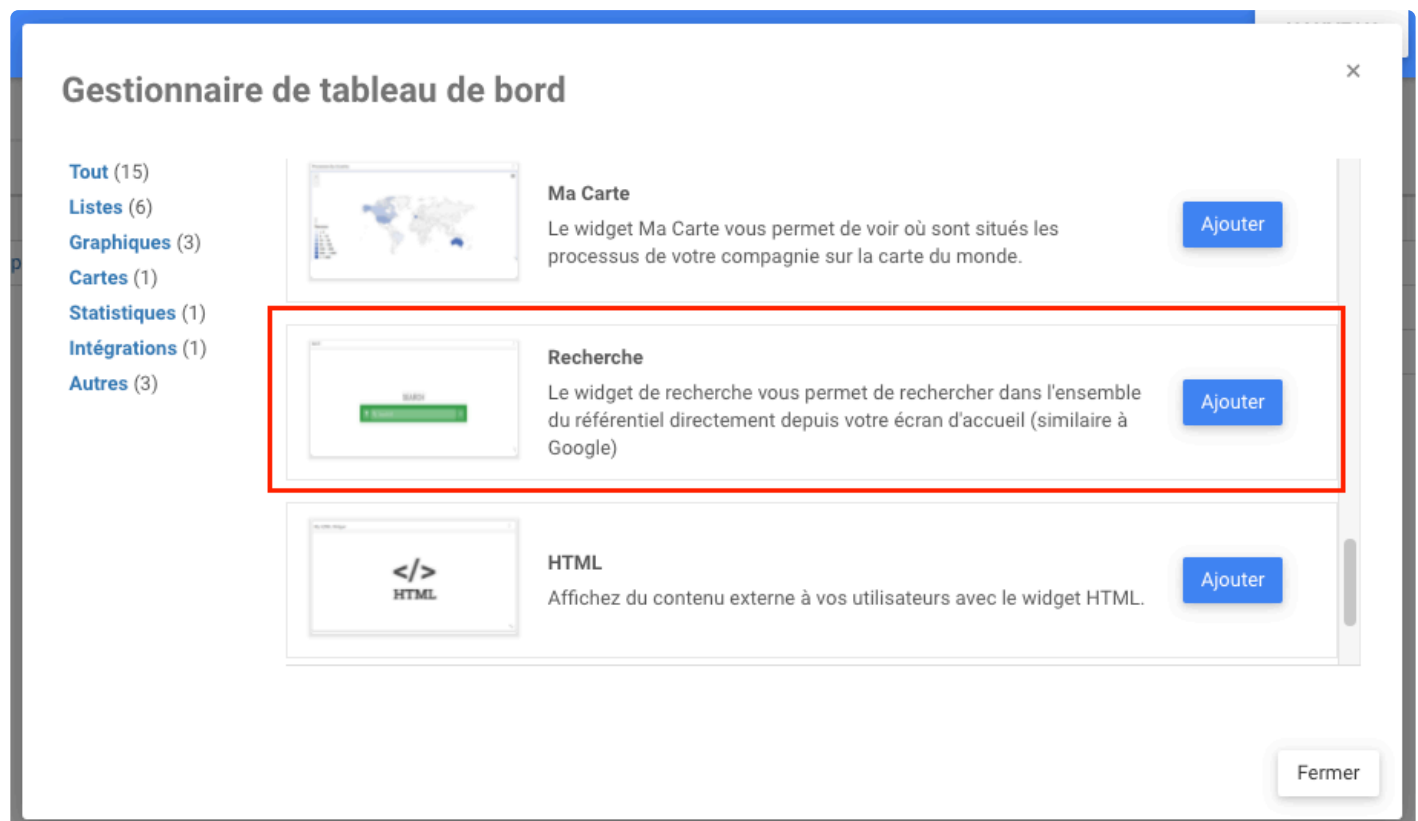 Gestionnaire de tableau de bord
×
Tout (15)
Listes (6)
Graphiques (3)
Cartes (1)
Statistiques (1)
Intégrations (1)
Autres (3)
Ma Carte
Le widget Ma Carte vous permet de voir où sont situés les
processus de votre compagnie sur la carte du monde.
Ajouter
Recherche
Le widget de recherche vous permet de rechercher dans l'ensemble
du référentiel directement depuis votre écran d'accueil (similaire à
Google)
Ajouter
</>
HTML
HTML
Affichez du contenu externe à vos utilisateurs avec le widget HTML.
Ajouter
Fermer